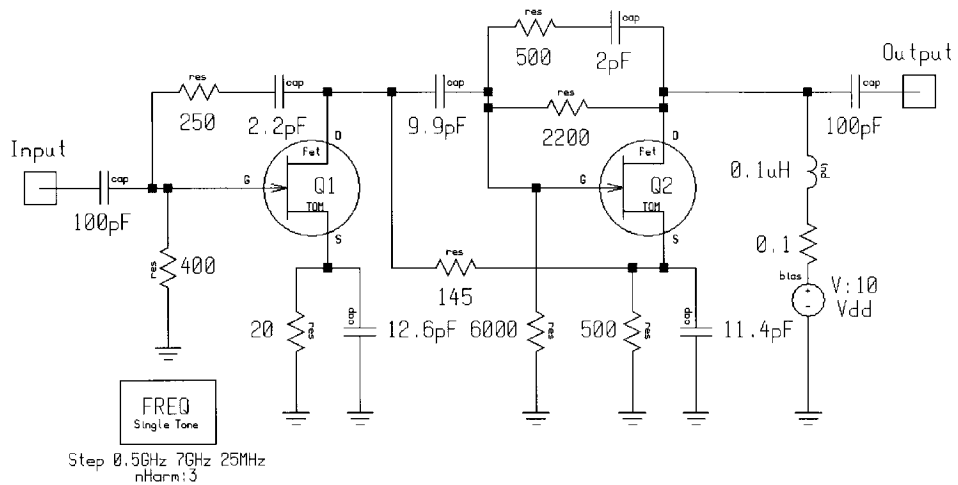 res
cap
500
2pF
Output
res
cap
cap
res
cap
250
2.2pF
9.9pF
2200
100pF
D
D
Input
Fet
Fet
0.1uH
ind
cap
G
Q1
G
Q2
TOM
TOM
100pF
S
S
0.1
res
400
res
bias
V:10
Vdd
145
20
res
cap
12.6pF
6000
res
500
res
cap
11.4pF
FREQ
Single Tone
Step 0.5GHz 7GHz 25MHz
nHarm:3